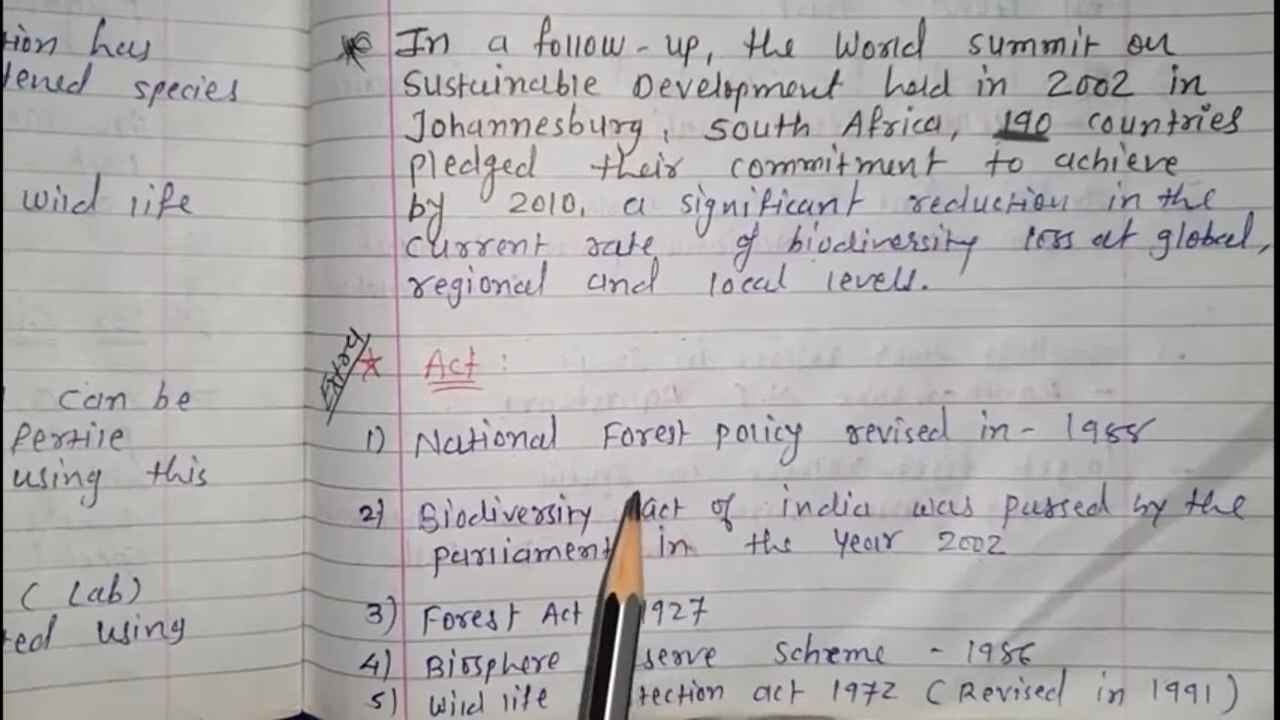 tion has
tened species
wild life
can be
Pertile
using this
( Lab)
ted using
In a follow-up, the World summit on
Sustainable Development held in 2002 in
Johannesburg, South Africa, 190 countries
pledged their commitment to achieve
by 2010, a significant reduction in the
current rate of biodiversity loss at global,
regional and local levels.
Extra
★ Act :
1) National Forest policy revised in - 1988
2) Biodiversity act of india was passed by the
parliament in the year 2002
3) Forest Act 1927
4) Biosphere serve scheme - 1986
5) Wild life tection act 1972 (Revised in 1991)